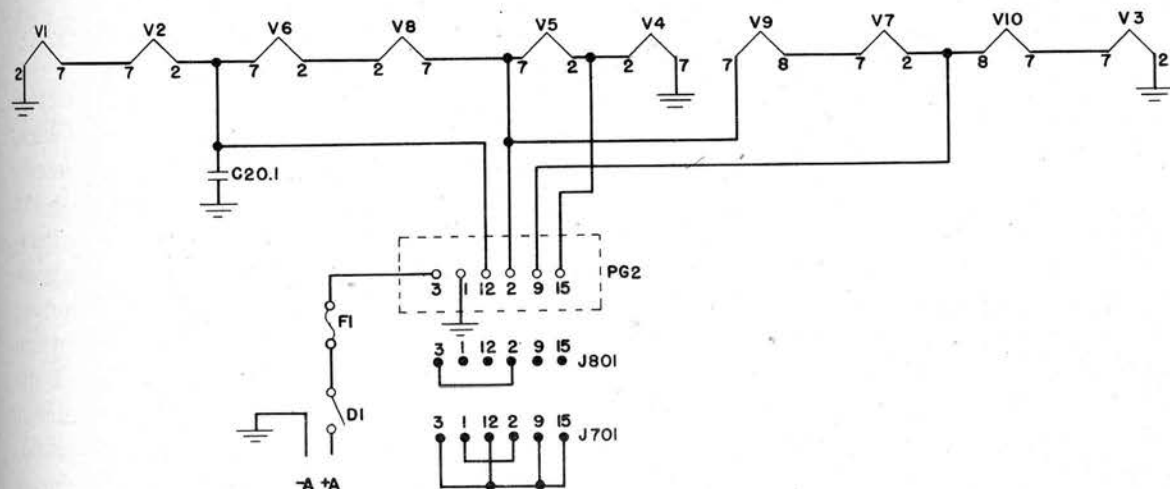 V1 V2 V6 V8 V5 V4 V9 V7 V10 V3
2 7 7 2 7 2 2 7 7 2 2 7 7 8 7 2 8 7 7 2
C20.1
PG2
3 1 12 2 9 15
F1
3 1 12 2 9 15 J801
D1
3 1 12 2 9 15 J701
-A +A